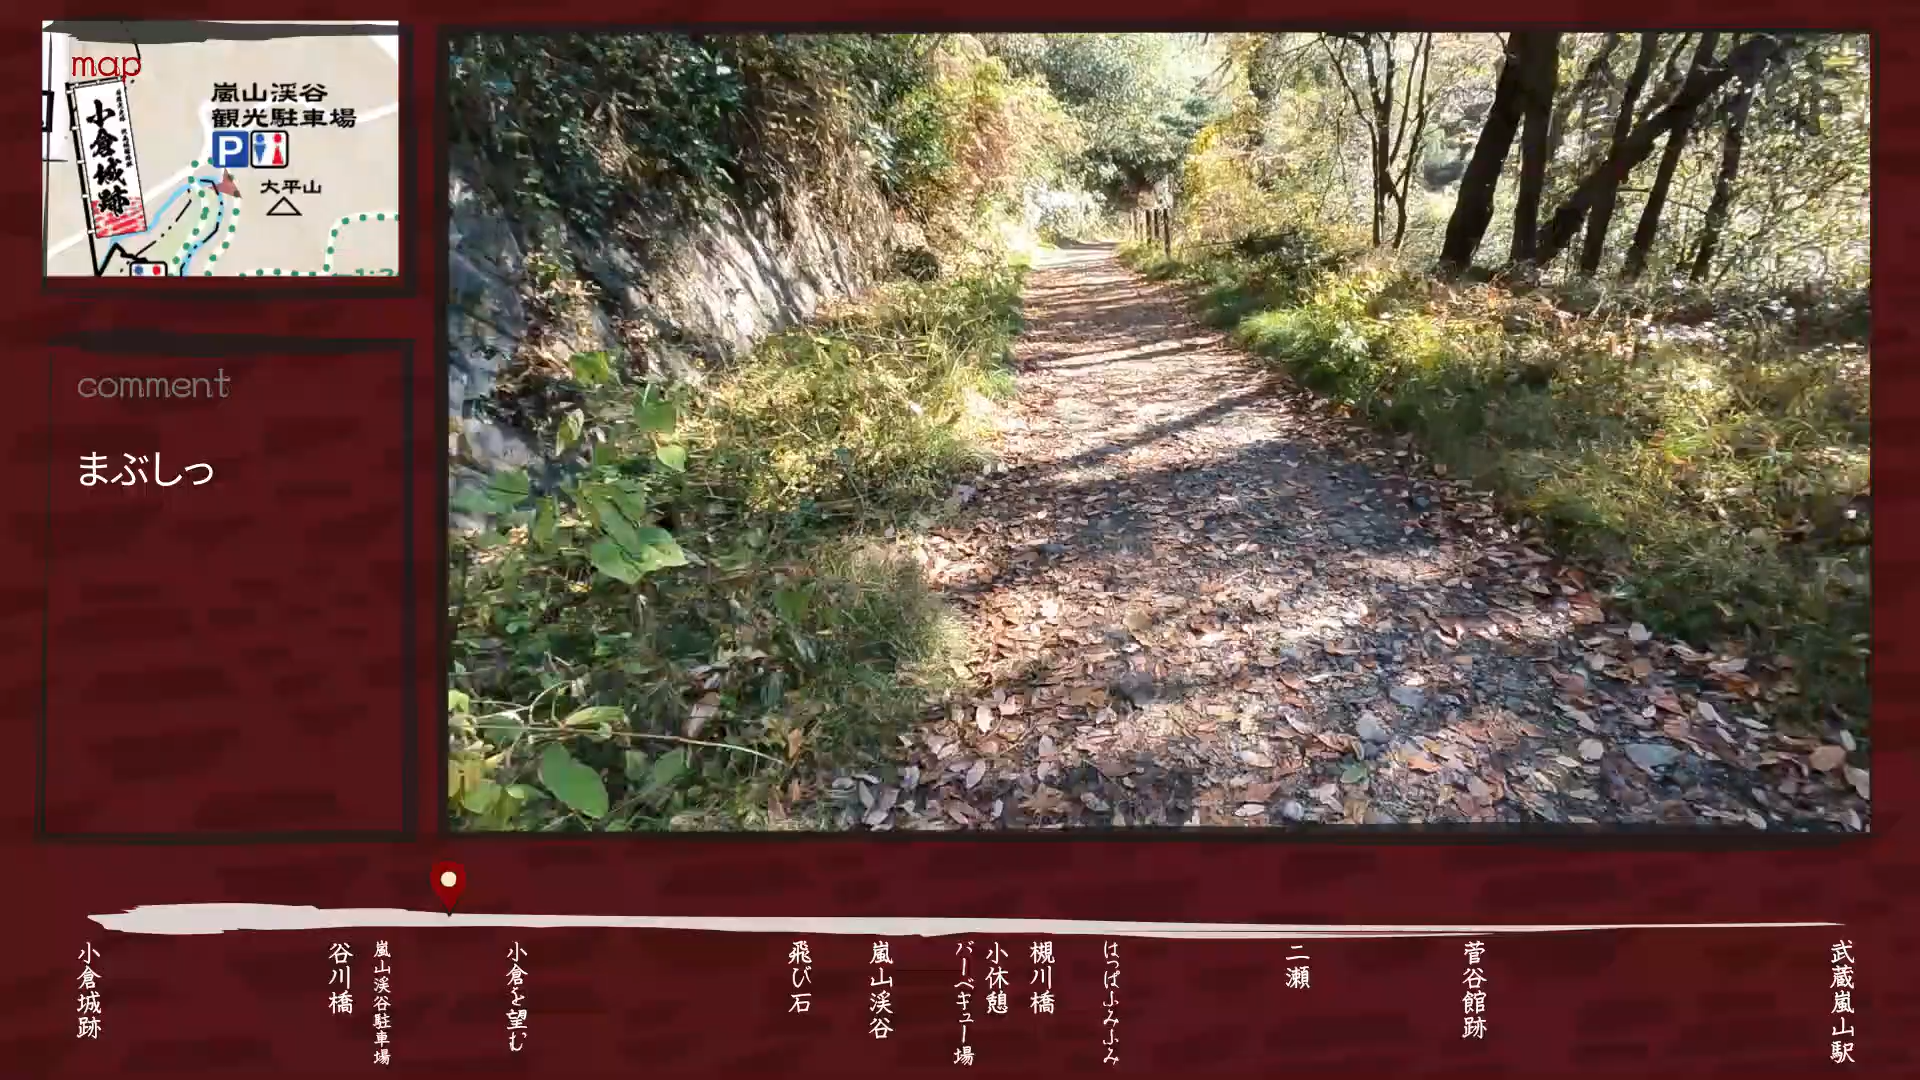 map
小倉城跡
嵐山渓谷
観光駐車場
P
大平山
comment
まぶしっ
小倉城跡
谷川橋
嵐山渓谷駐車場
小倉を望む
飛び石
嵐山渓谷
バーベキュー場
小休憩
槻川橋
はっぱふみふみ
二瀬
菅谷館跡
武蔵嵐山駅